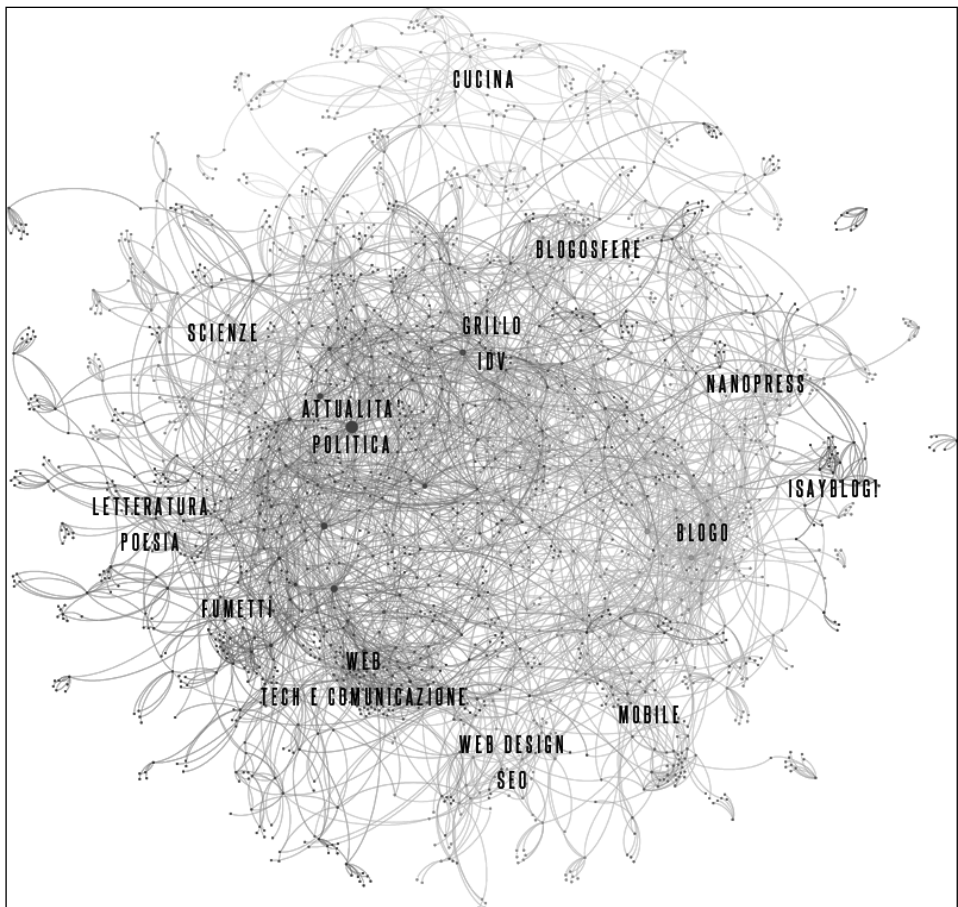 CUCINA
BLOGOSFERE
SCIENZE
GRILLO
IDV
NANOPRESS
ATTUALITA'
POLITICA
ISAYBLOG!
LETTERATURA
POESIA
BLOGO
FUMETTI
WEB
TECH E COMUNICAZIONE
MOBILE
WEB DESIGN
SEO